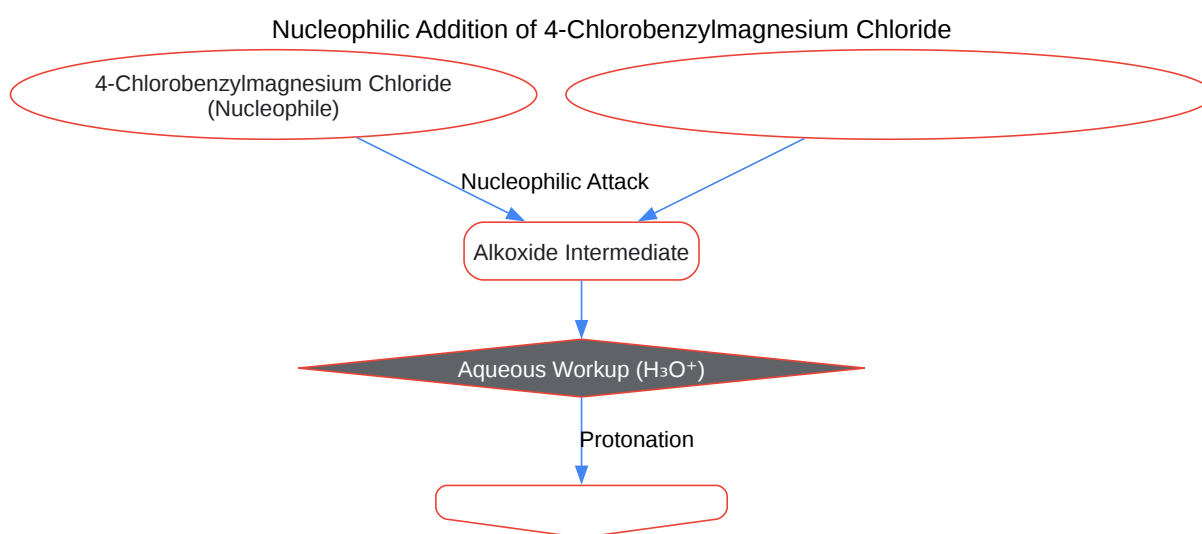 Nucleophilic Addition of 4-Chlorobenzylmagnesium Chloride
4-Chlorobenzylmagnesium Chloride
(Nucleophile)
Nucleophilic Attack
Alkoxide Intermediate
Aqueous Workup (H₃O⁺)
Protonation